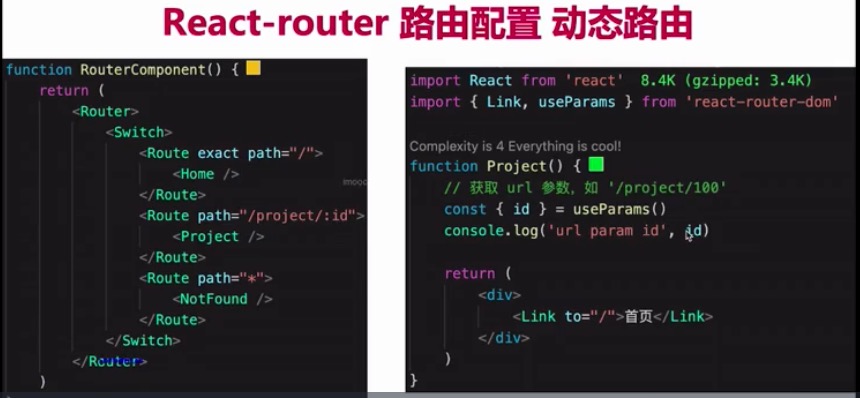 React-router 路由配置 动态路由
function RouterComponent() {
return (
<Router>
<Switch>
<Route exact path="/">
<Home />
</Route>
<Route path="/project/:id">
<Project />
</Route>
<Route path="*">
<NotFound />
</Route>
</Switch>
</Router>
)
import React from 'react' 8.4K (gzipped: 3.4K)
import { Link, useParams } from 'react-router-dom'
Complexity is 4 Everything is cool!
function Project() {
// 获取 url 参数，如 '/project/100'
const { id } = useParams()
console.log('url param id', id)
return (
<div>
<Link to="/">首页</Link>
</div>
)
}